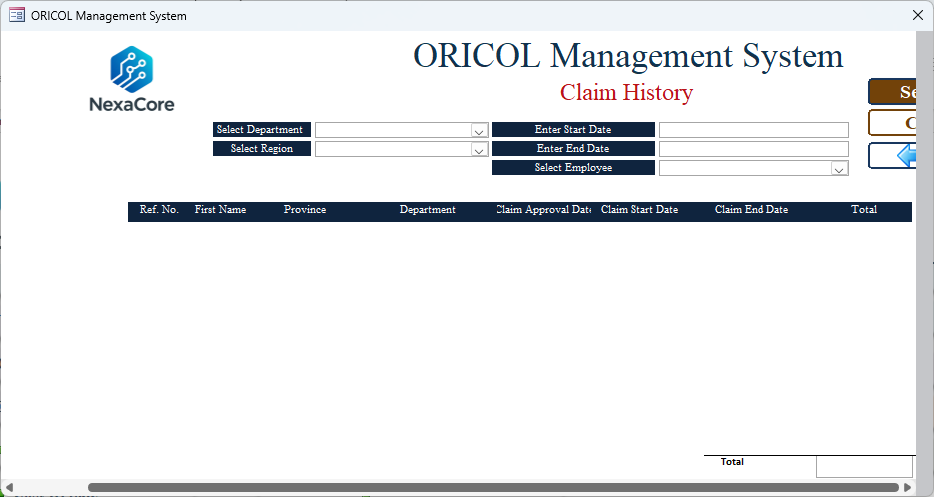 ORICOL Management System
NexaCore
ORICOL Management System
Claim History
Select Department
Enter Start Date
Select Region
Enter End Date
Select Employee
Ref. No. First Name Province Department Claim Approval Date Claim Start Date Claim End Date Total
Total